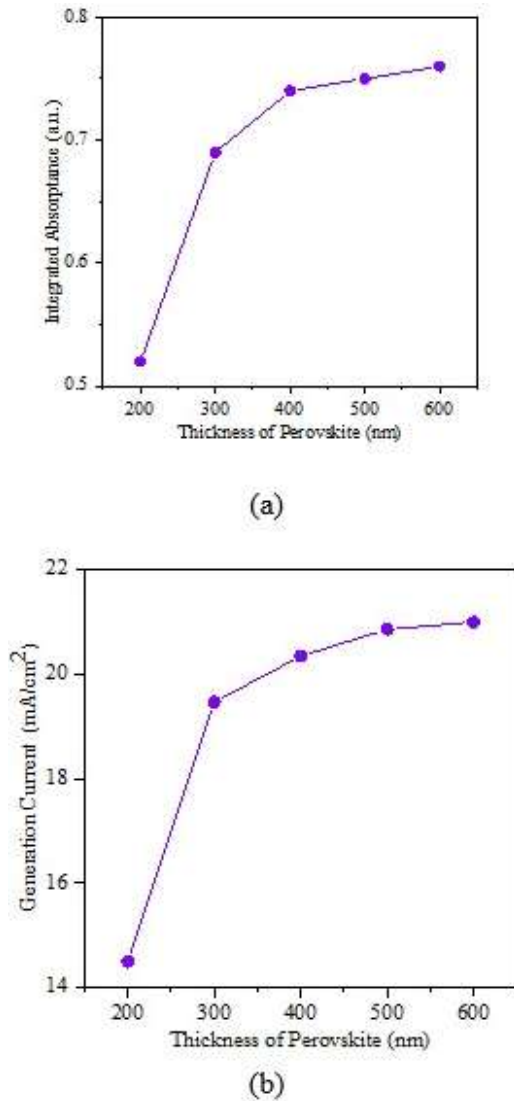 0.8
0.7
0.6
0.5
Integrated Absorptance (a.u.)
200 300 400 500 600
Thickness of Perovskite (nm)
(a)
22
20
18
16
14
Generation Current (mA/cm²)
200 300 400 500 600
Thickness of Perovskite (nm)
(b)